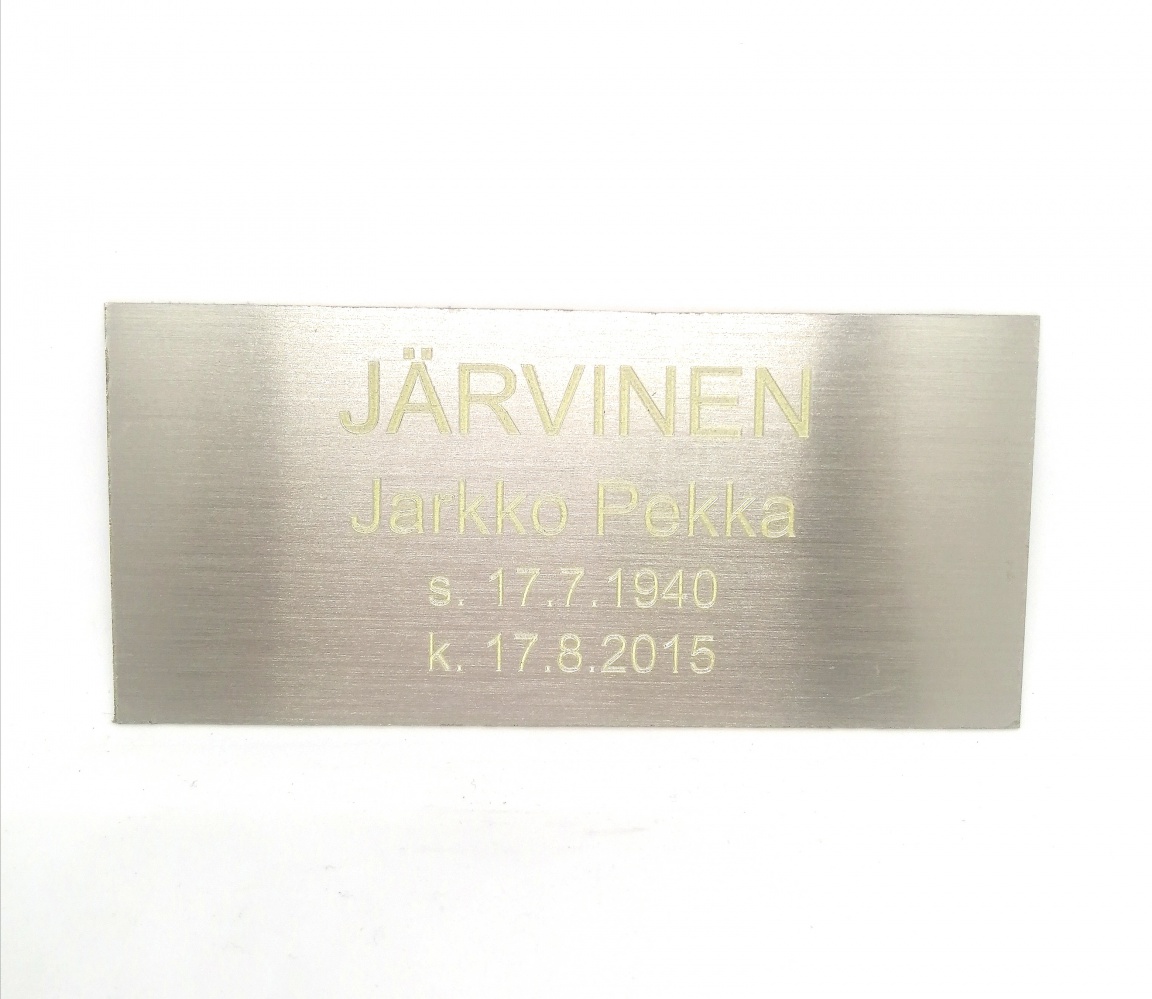 JÄRVINEN
Jarkko Pekka
s. 17.7.1940
k. 17.8.2015